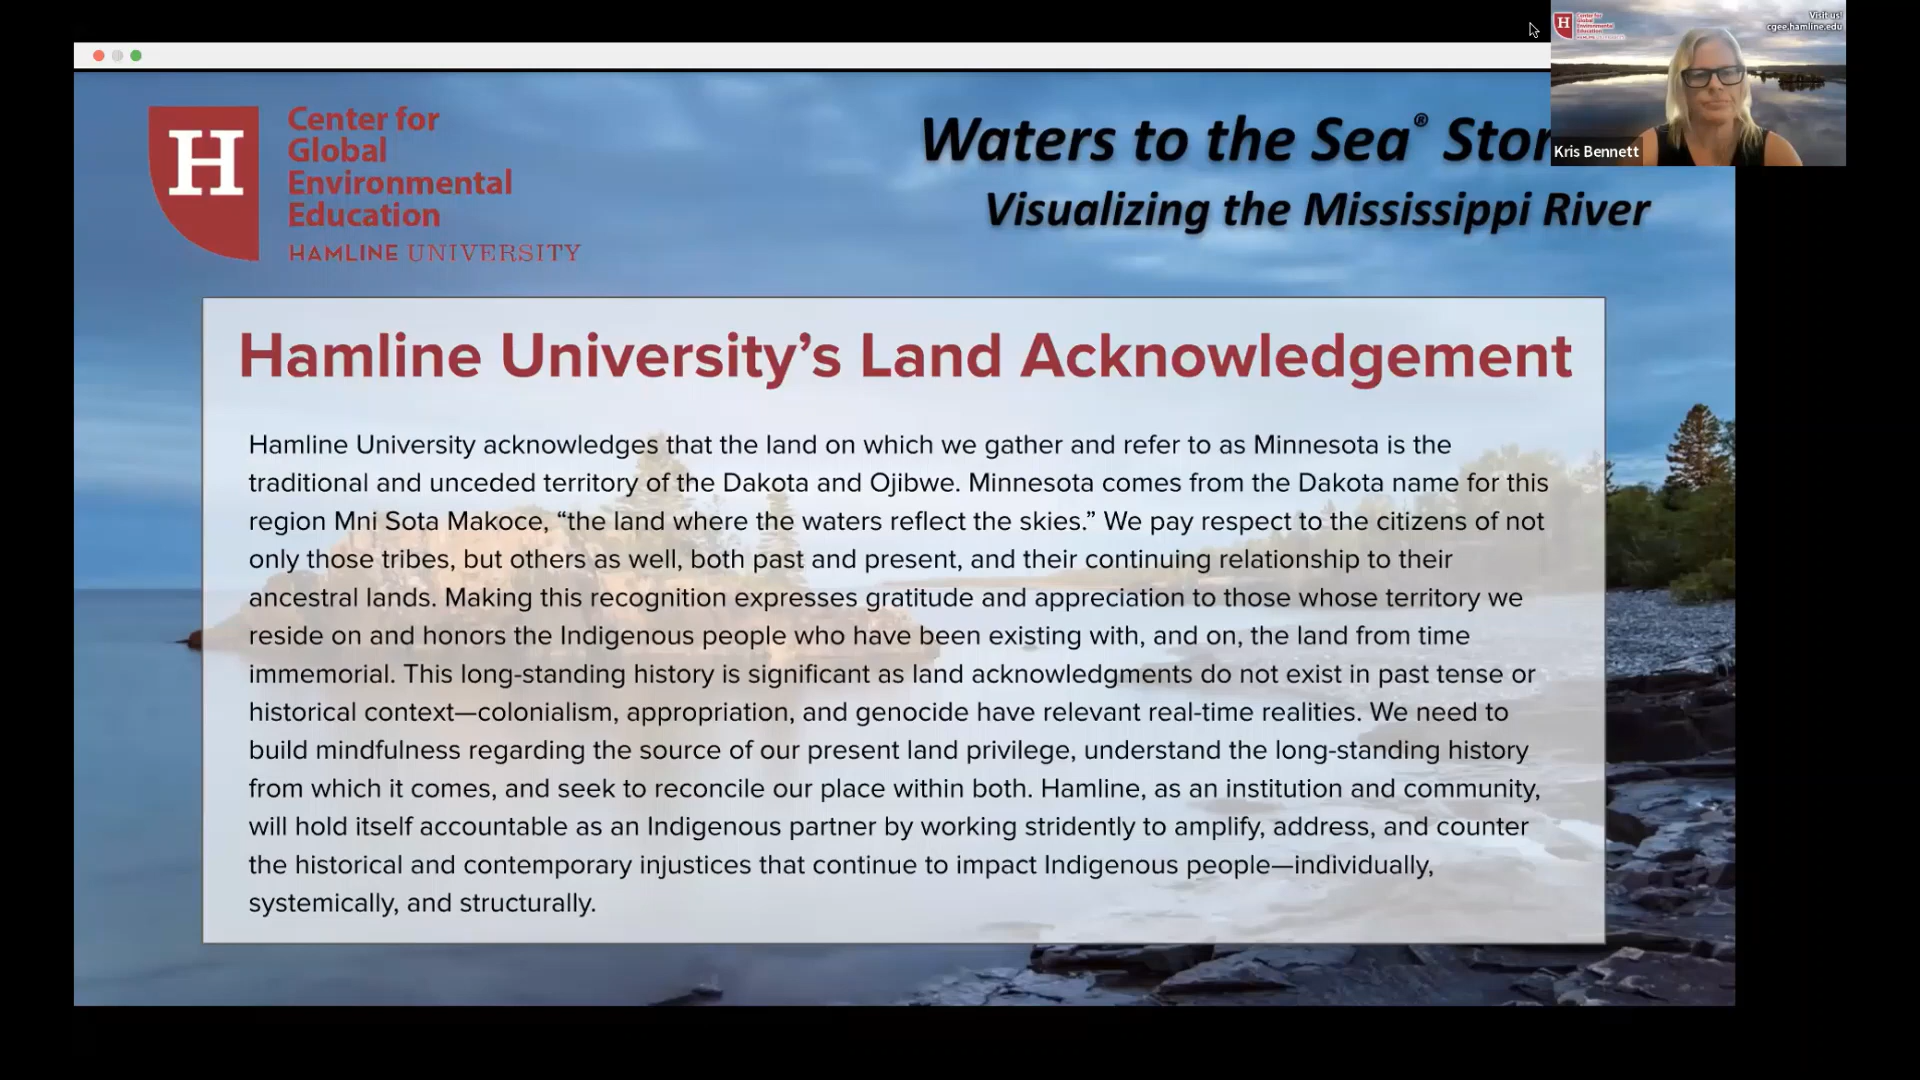 H
Center for
Global
Environmental
Education
HAMLINE UNIVERSITY
Waters to the Sea®
Visualizing the Mississippi River
H
Center for
Global
Environmental
Education
Visit us!
cgee.hamline.edu
Kris Bennett
Hamline University’s Land Acknowledgement
Hamline University acknowledges that the land on which we gather and refer to as Minnesota is the
traditional and unceded territory of the Dakota and Ojibwe. Minnesota comes from the Dakota name for this
region Mni Sota Makoce, “the land where the waters reflect the skies.” We pay respect to the citizens of not
only those tribes, but others as well, both past and present, and their continuing relationship to their
ancestral lands. Making this recognition expresses gratitude and appreciation to those whose territory we
reside on and honors the Indigenous people who have been existing with, and on, the land from time
immemorial. This long-standing history is significant as land acknowledgments do not exist in past tense or
historical context—colonialism, appropriation, and genocide have relevant real-time realities. We need to
build mindfulness regarding the source of our present land privilege, understand the long-standing history
from which it comes, and seek to reconcile our place within both. Hamline, as an institution and community,
will hold itself accountable as an Indigenous partner by working stridently to amplify, address, and counter
the historical and contemporary injustices that continue to impact Indigenous people—individually,
systemically, and structurally.